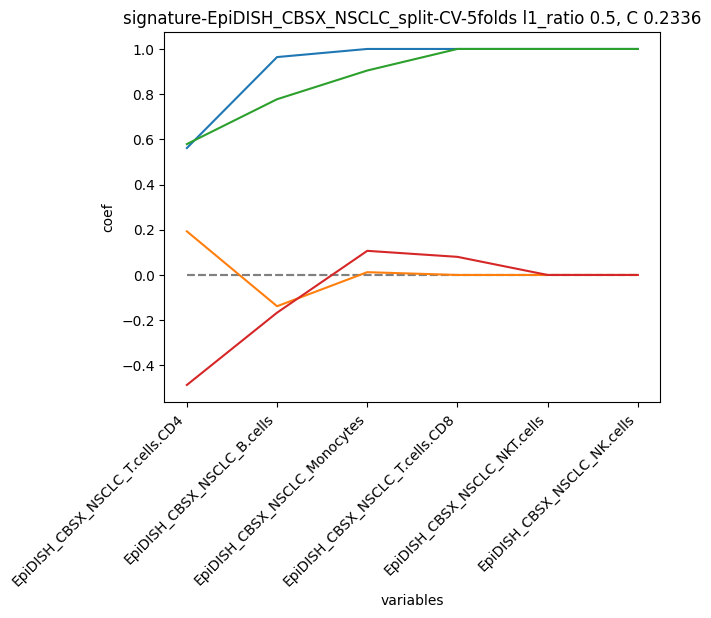 signature-EpiDISH_CBSX_NSCLC_split-CV-5folds l1_ratio 0.5, C 0.2336
1.0
0.8
0.6
0.4
0.2
0.0
−0.2
−0.4
coef
EpiDISH_CBSX_NSCLC_T.cells.CD4
EpiDISH_CBSX_NSCLC_B.cells
EpiDISH_CBSX_NSCLC_Monocytes
EpiDISH_CBSX_NSCLC_T.cells.CD8
EpiDISH_CBSX_NSCLC_NKT.cells
EpiDISH_CBSX_NSCLC_NK.cells
variables